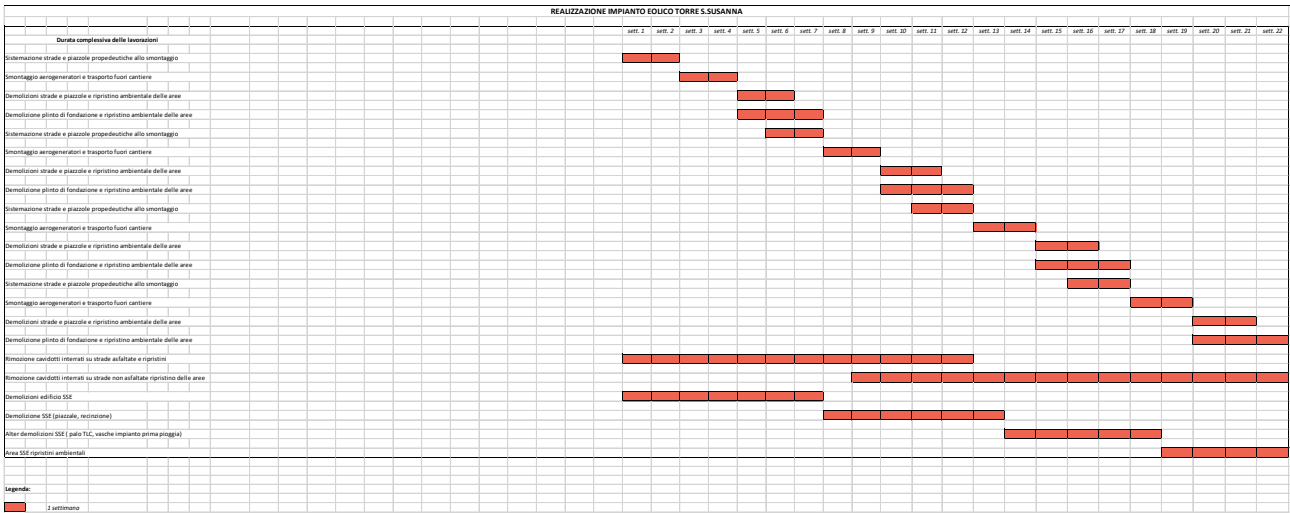 REALIZZAZIONE IMPIANTO EOLICO TORRE S.SUSANNA
sett. 1 sett. 2 sett. 3 sett. 4 sett. 5 sett. 6 sett. 7 sett. 8 sett. 9 sett. 10 sett. 11 sett. 12 sett. 13 sett. 14 sett. 15 sett. 16 sett. 17 sett. 18 sett. 19 sett. 20 sett. 21 sett. 22
Durata complessiva delle lavorazioni
Sistemazione strade e piazzole propedeutiche allo smontaggio
Smontaggio aerogeneratori e trasporto fuori cantiere
Demolizioni strade e piazzole e ripristino ambientale delle aree
Demolizione plinto di fondazione e ripristino ambientale delle aree
Sistemazione strade e piazzole propedeutiche allo smontaggio
Smontaggio aerogeneratori e trasporto fuori cantiere
Demolizioni strade e piazzole e ripristino ambientale delle aree
Demolizione plinto di fondazione e ripristino ambientale delle aree
Sistemazione strade e piazzole propedeutiche allo smontaggio
Smontaggio aerogeneratori e trasporto fuori cantiere
Demolizioni strade e piazzole e ripristino ambientale delle aree
Demolizione plinto di fondazione e ripristino ambientale delle aree
Sistemazione strade e piazzole propedeutiche allo smontaggio
Smontaggio aerogeneratori e trasporto fuori cantiere
Demolizioni strade e piazzole e ripristino ambientale delle aree
Demolizione plinto di fondazione e ripristino ambientale delle aree
Rimozione cavidotti interrati su strade asfaltate e ripristini
Rimozione cavidotti interrati su strade non asfaltate ripristino delle aree
Demolizioni edificio SSE
Demolizione SSE (piazzale, recinzione)
Alter demolizioni SSE ( palo TLC, vasche impianto prima pioggia)
Area SSE ripristini ambientali
Legenda:
1 settimana